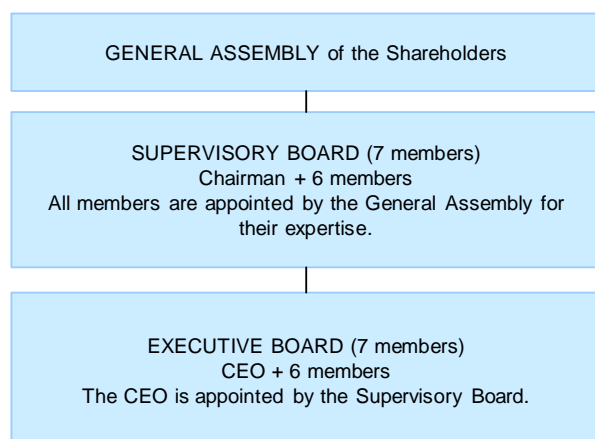 GENERAL ASSEMBLY of the Shareholders
SUPERVISORY BOARD (7 members)
Chairman + 6 members
All members are appointed by the General Assembly for
their expertise.
EXECUTIVE BOARD (7 members)
CEO + 6 members
The CEO is appointed by the Supervisory Board.